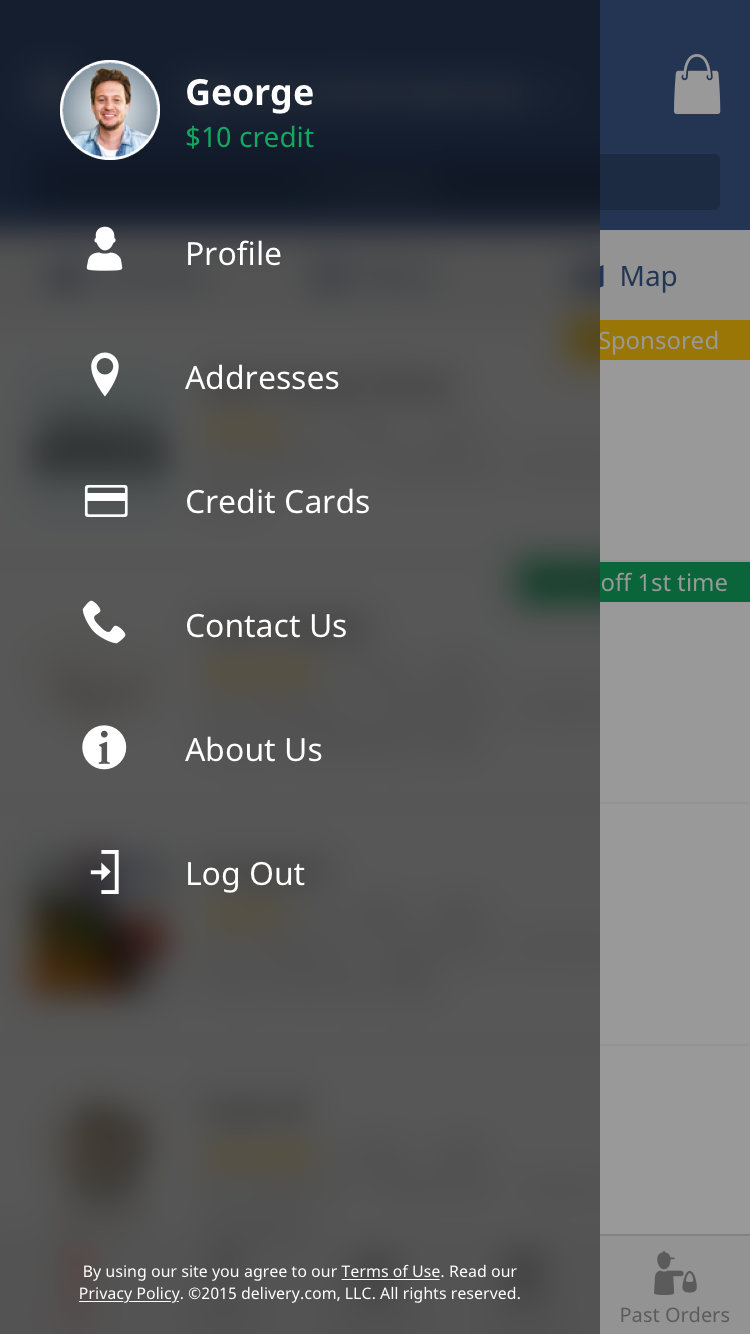 George
$10 credit
Profile
Map
Sponsored
Addresses
Credit Cards
off 1st time
Contact Us
About Us
Log Out
By using our site you agree to our Terms of Use. Read our
Privacy Policy. ©2015 delivery.com, LLC. All rights reserved.
Past Orders